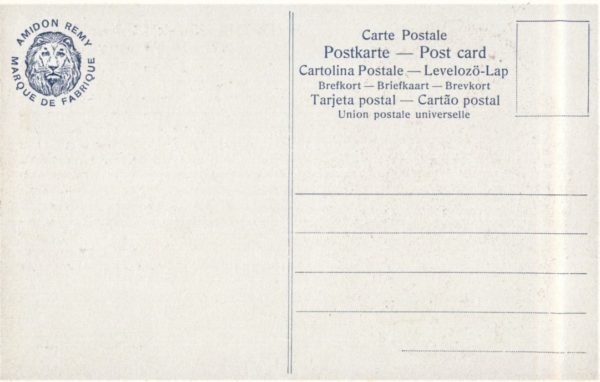 AMIDON REMY
MARQUE DE FABRIQUE
Carte Postale
Postkarte — Post card
Cartolina Postale — Levelozö-Lap
Brefkort — Briefkaart — Brevkort
Tarjeta postal — Cartão postal
Union postale universelle